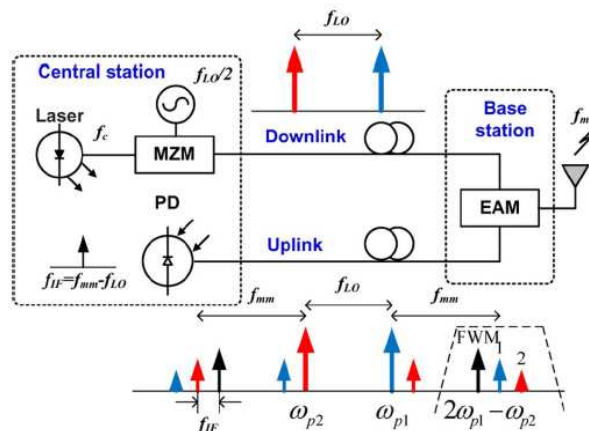 f_LO
Central station
f_LO/2
Laser
f_c
MZM
Downlink
Base station
f_m
EAM
PD
Uplink
f_IF=f_mm-f_LO
f_mm
f_LO
f_mm
FWM
1
2
f_IF
ω_p2
ω_p1
2ω_p1 − ω_p2